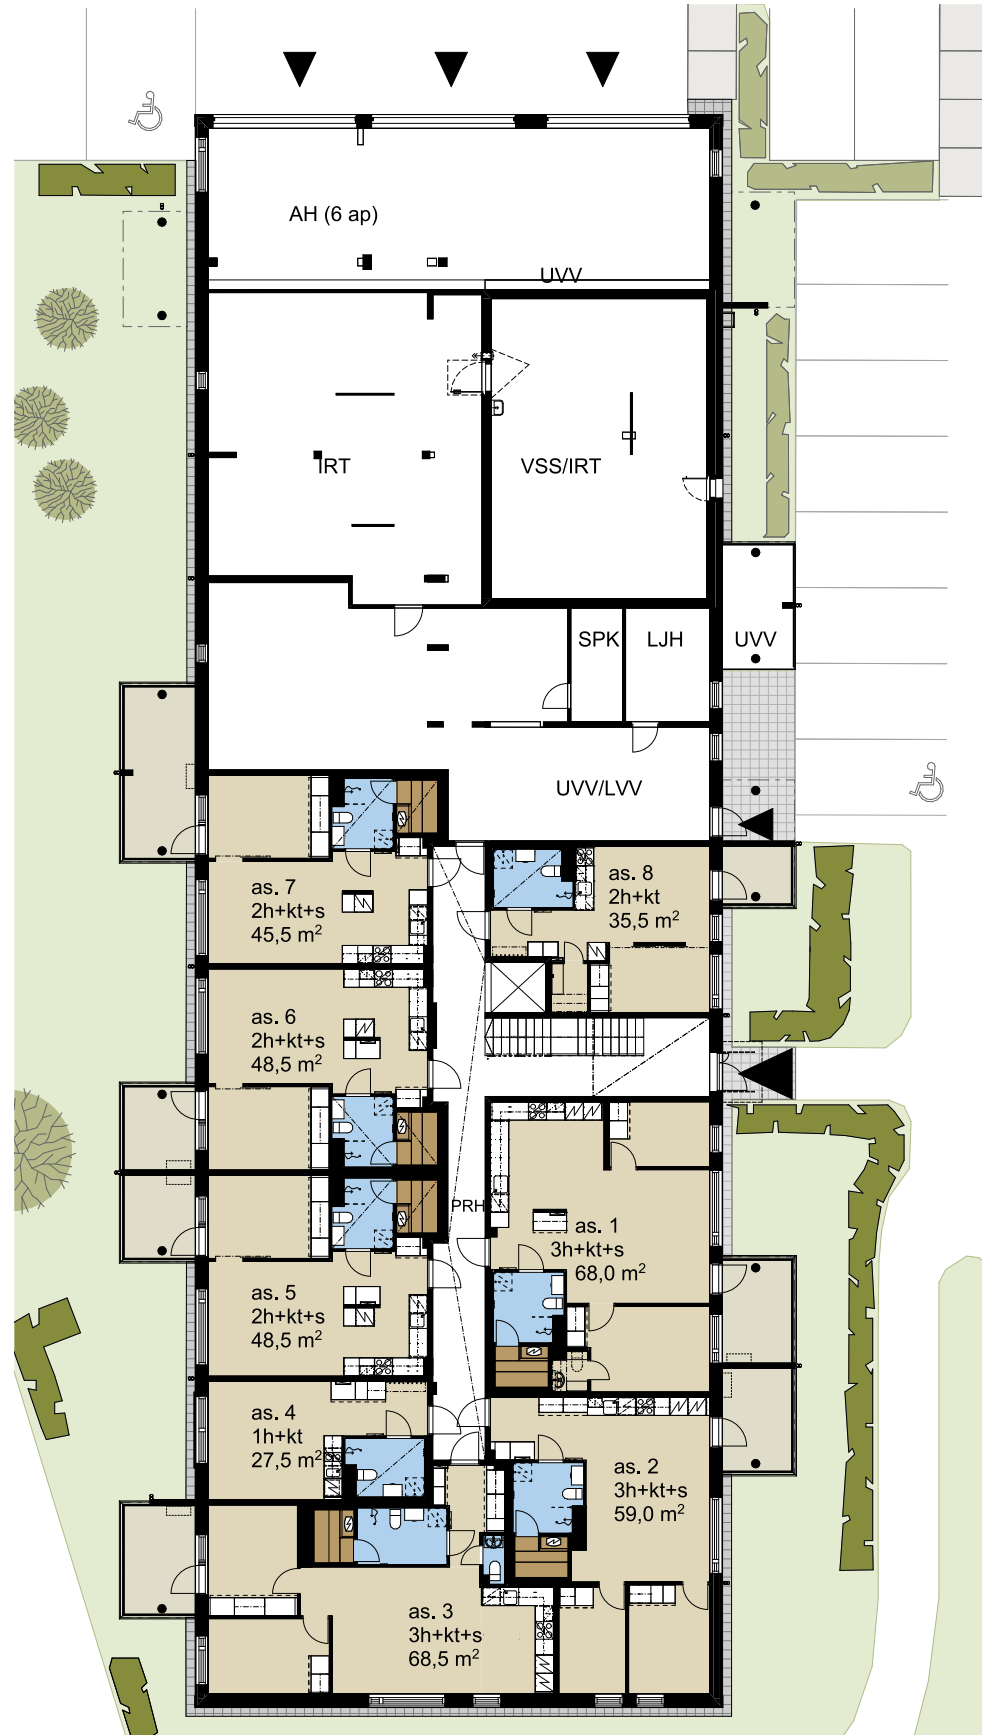 AH (6 ap)
UVV
IRT
VSS/IRT
SPK
LJH
UVV
UVV/LVV
as. 7
2h+kt+s
45,5 m²
as. 8
2h+kt
35,5 m²
as. 6
2h+kt+s
48,5 m²
PRH
as. 1
3h+kt+s
68,0 m²
as. 5
2h+kt+s
48,5 m²
as. 4
1h+kt
27,5 m²
as. 2
3h+kt+s
59,0 m²
as. 3
3h+kt+s
68,5 m²